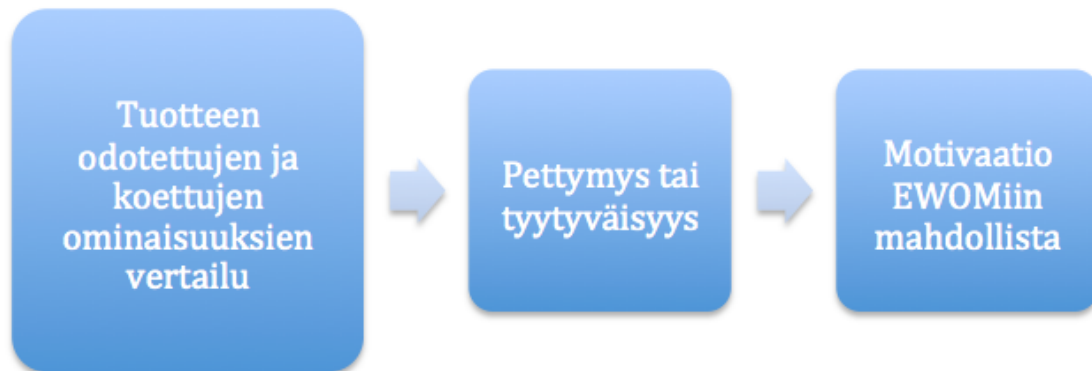 Tuotteen
odotettujen ja
koettujen
ominaisuuksien
vertailu
Pettymys tai
tyytyväisyys
Motivaatio
EWOMiin
mahdollista